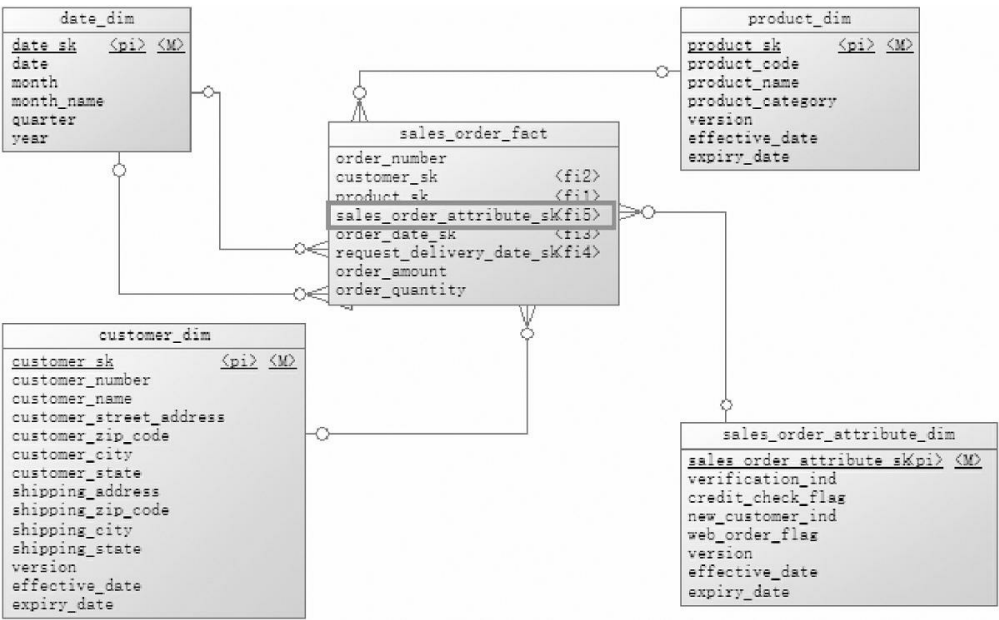 date_dim
date_sk <pi> <M>
date
month
month_name
quarter
year
product_dim
product_sk <pi> <M>
product_code
product_name
product_category
version
effective_date
expiry_date
sales_order_fact
order_number
customer_sk <fi2>
product_sk <fi1>
sales_order_attribute_sk<fi5>
order_date_sk <fi3>
request_delivery_date_sk<fi4>
order_amount
order_quantity
customer_dim
customer_sk <pi> <M>
customer_number
customer_name
customer_street_address
customer_zip_code
customer_city
customer_state
shipping_address
shipping_zip_code
shipping_city
shipping_state
version
effective_date
expiry_date
sales_order_attribute_dim
sales_order_attribute_sk<pi> <M>
verification_ind
credit_check_flag
new_customer_ind
web_order_flag
version
effective_date
expiry_date